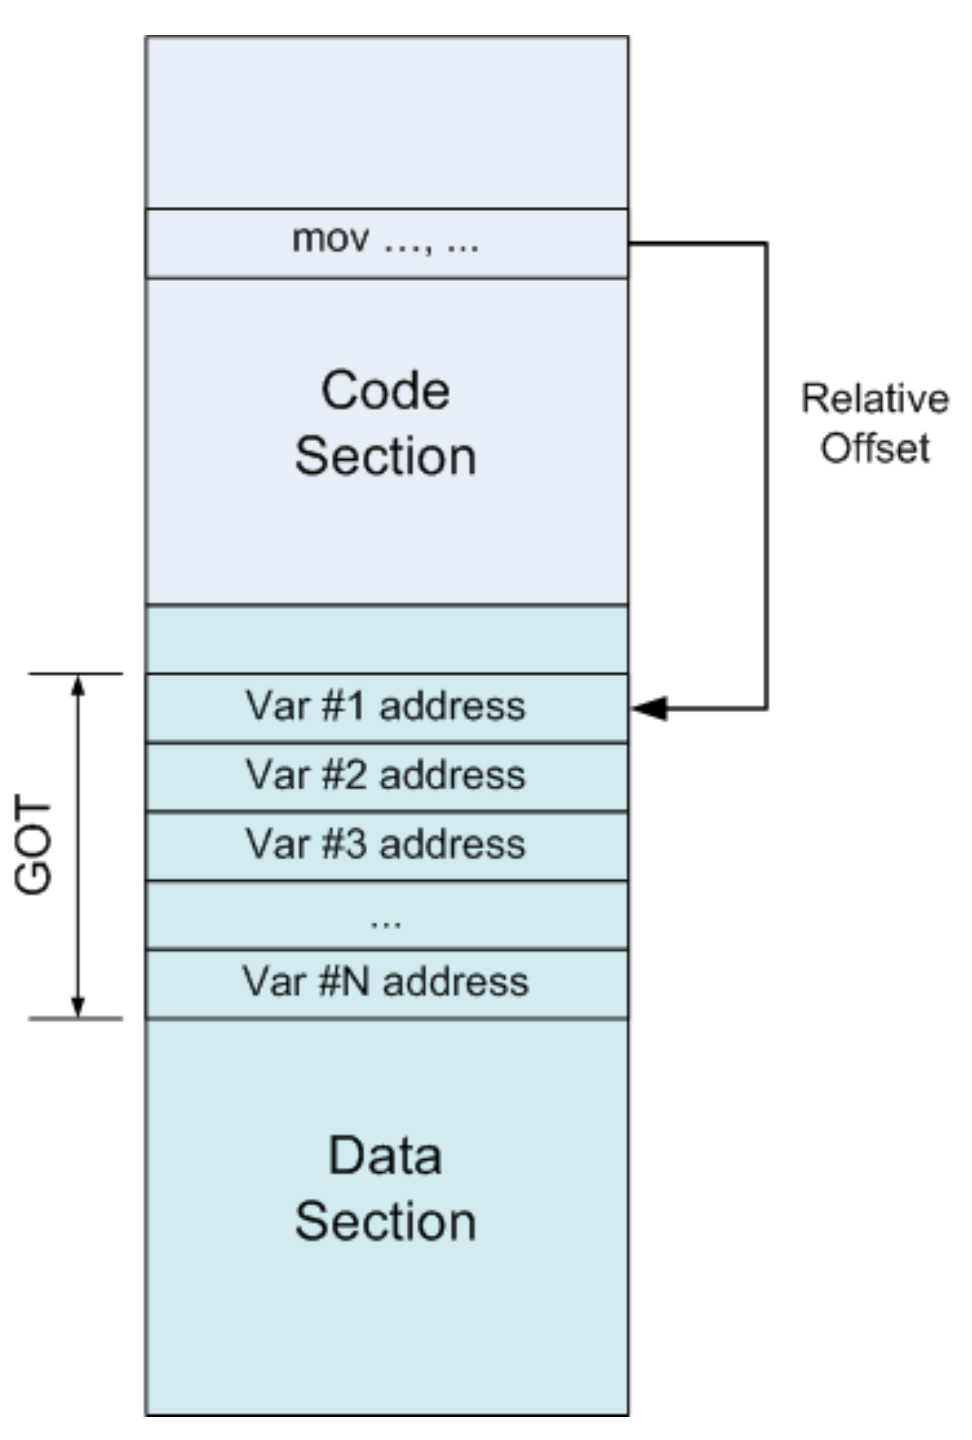 mov ..., ...
Code
Section
Relative
Offset
Var #1 address
Var #2 address
Var #3 address
...
Var #N address
GOT
Data
Section